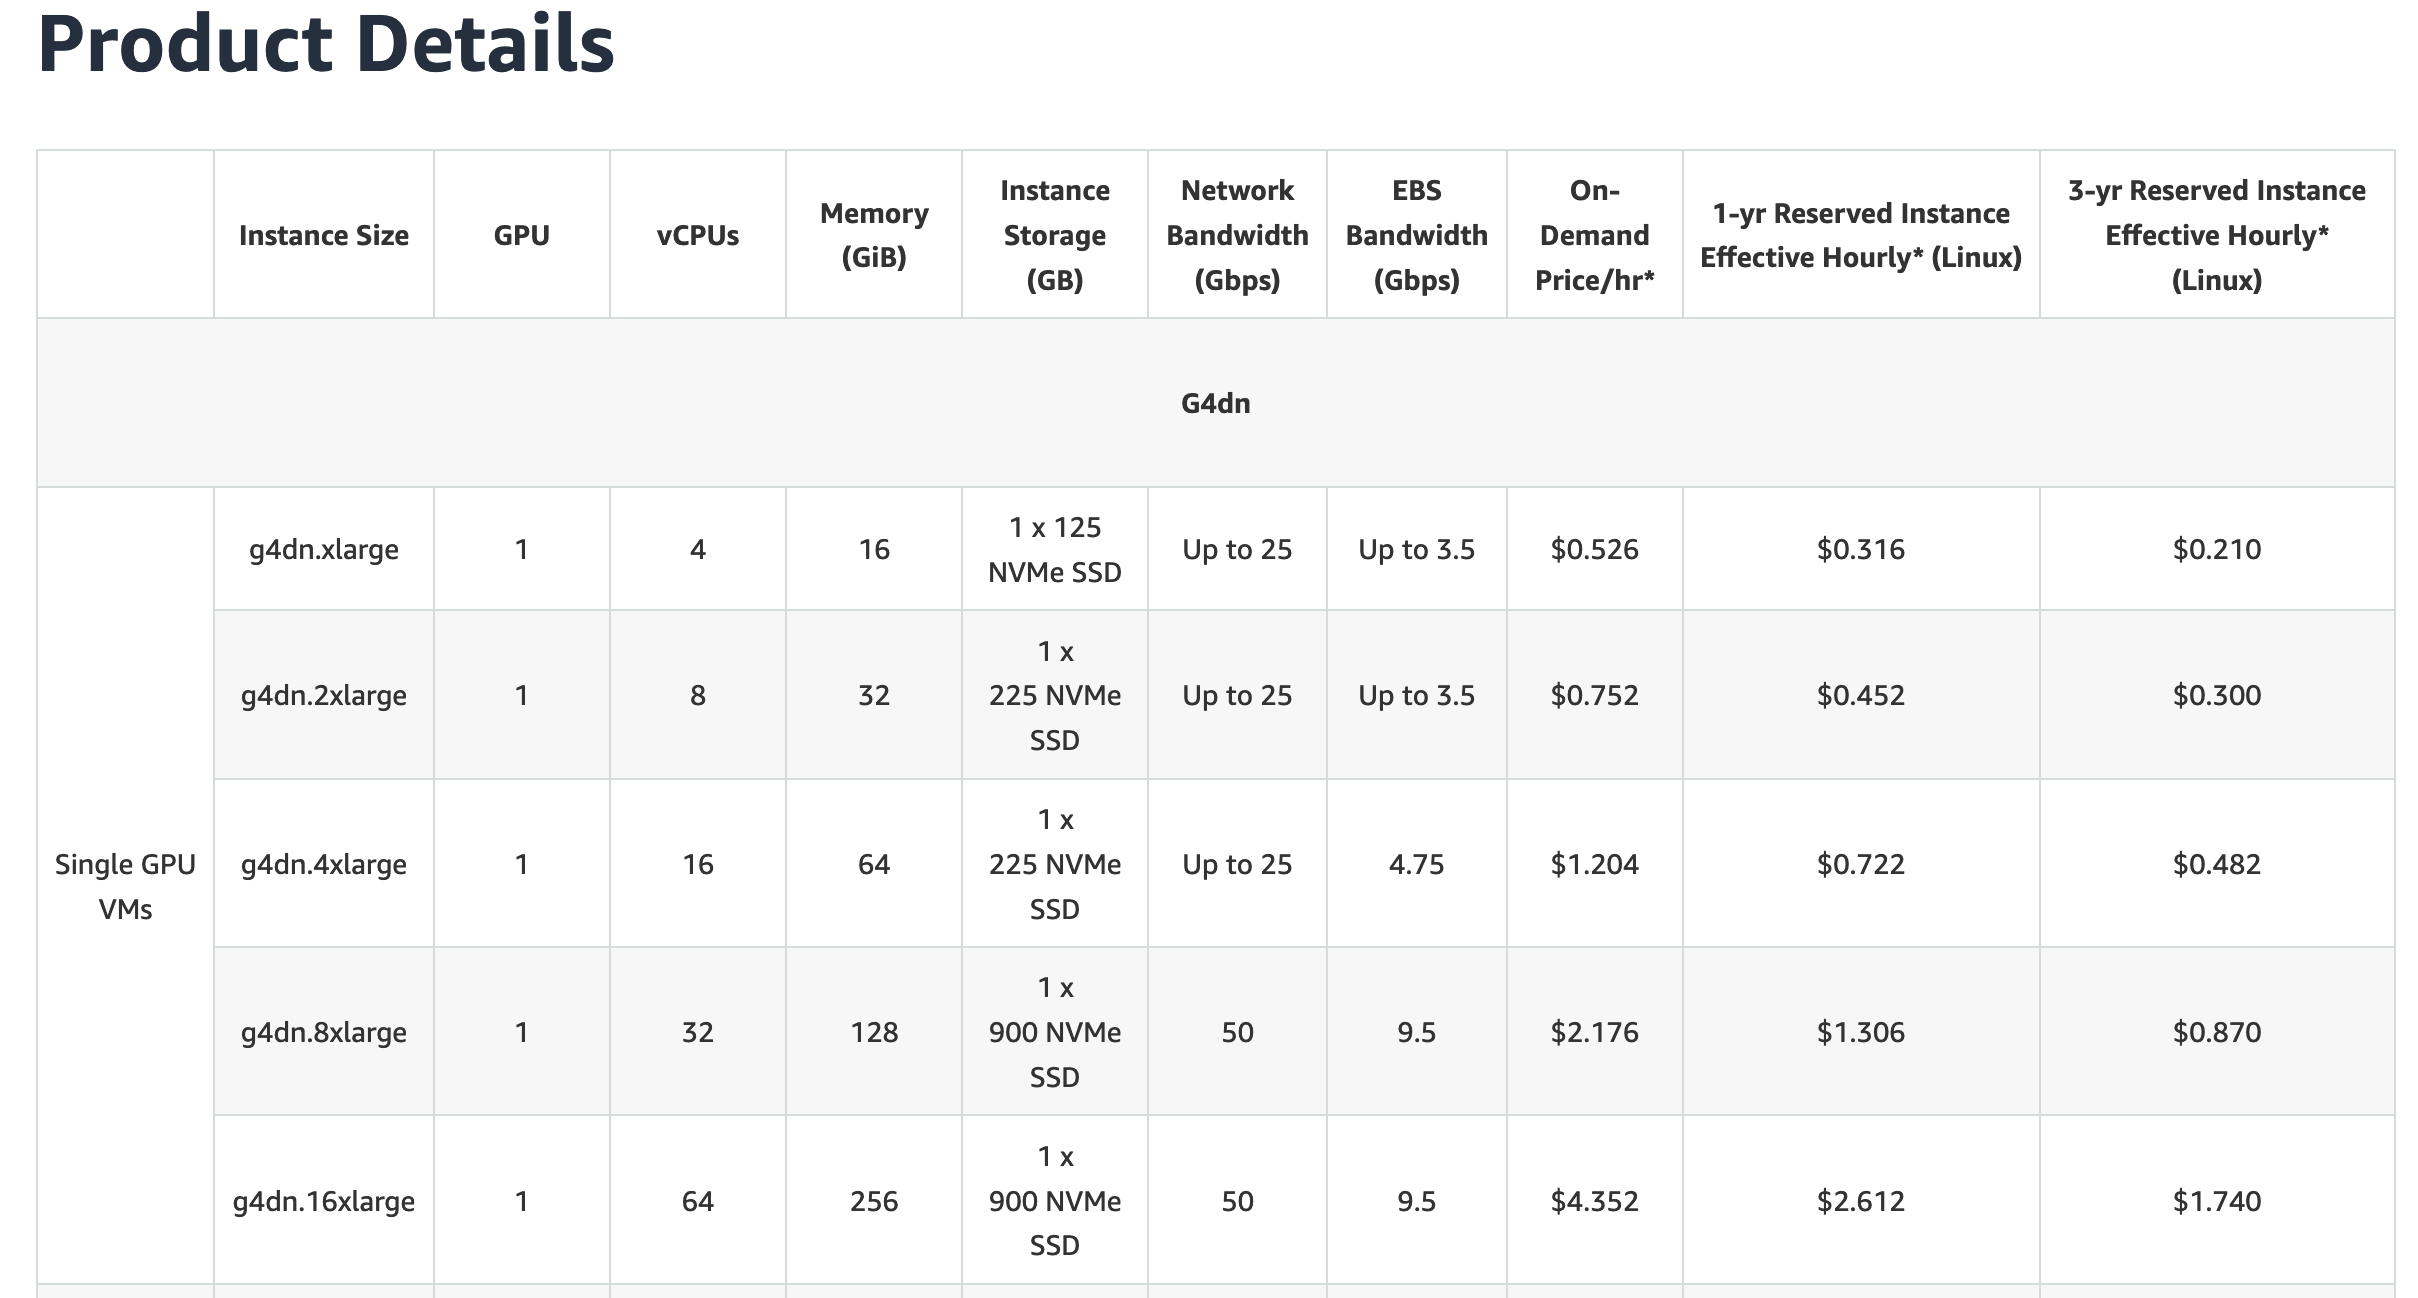 Product Details
Instance Size GPU vCPUs Memory (GiB) Instance Storage (GB) Network Bandwidth (Gbps) EBS Bandwidth (Gbps) On-Demand Price/hr* 1-yr Reserved Instance Effective Hourly* (Linux) 3-yr Reserved Instance Effective Hourly* (Linux)
G4dn
Single GPU VMs
g4dn.xlarge 1 4 16 1 x 125 NVMe SSD Up to 25 Up to 3.5 $0.526 $0.316 $0.210
g4dn.2xlarge 1 8 32 1 x 225 NVMe SSD Up to 25 Up to 3.5 $0.752 $0.452 $0.300
g4dn.4xlarge 1 16 64 1 x 225 NVMe SSD Up to 25 4.75 $1.204 $0.722 $0.482
g4dn.8xlarge 1 32 128 1 x 900 NVMe SSD 50 9.5 $2.176 $1.306 $0.870
g4dn.16xlarge 1 64 256 1 x 900 NVMe SSD 50 9.5 $4.352 $2.612 $1.740